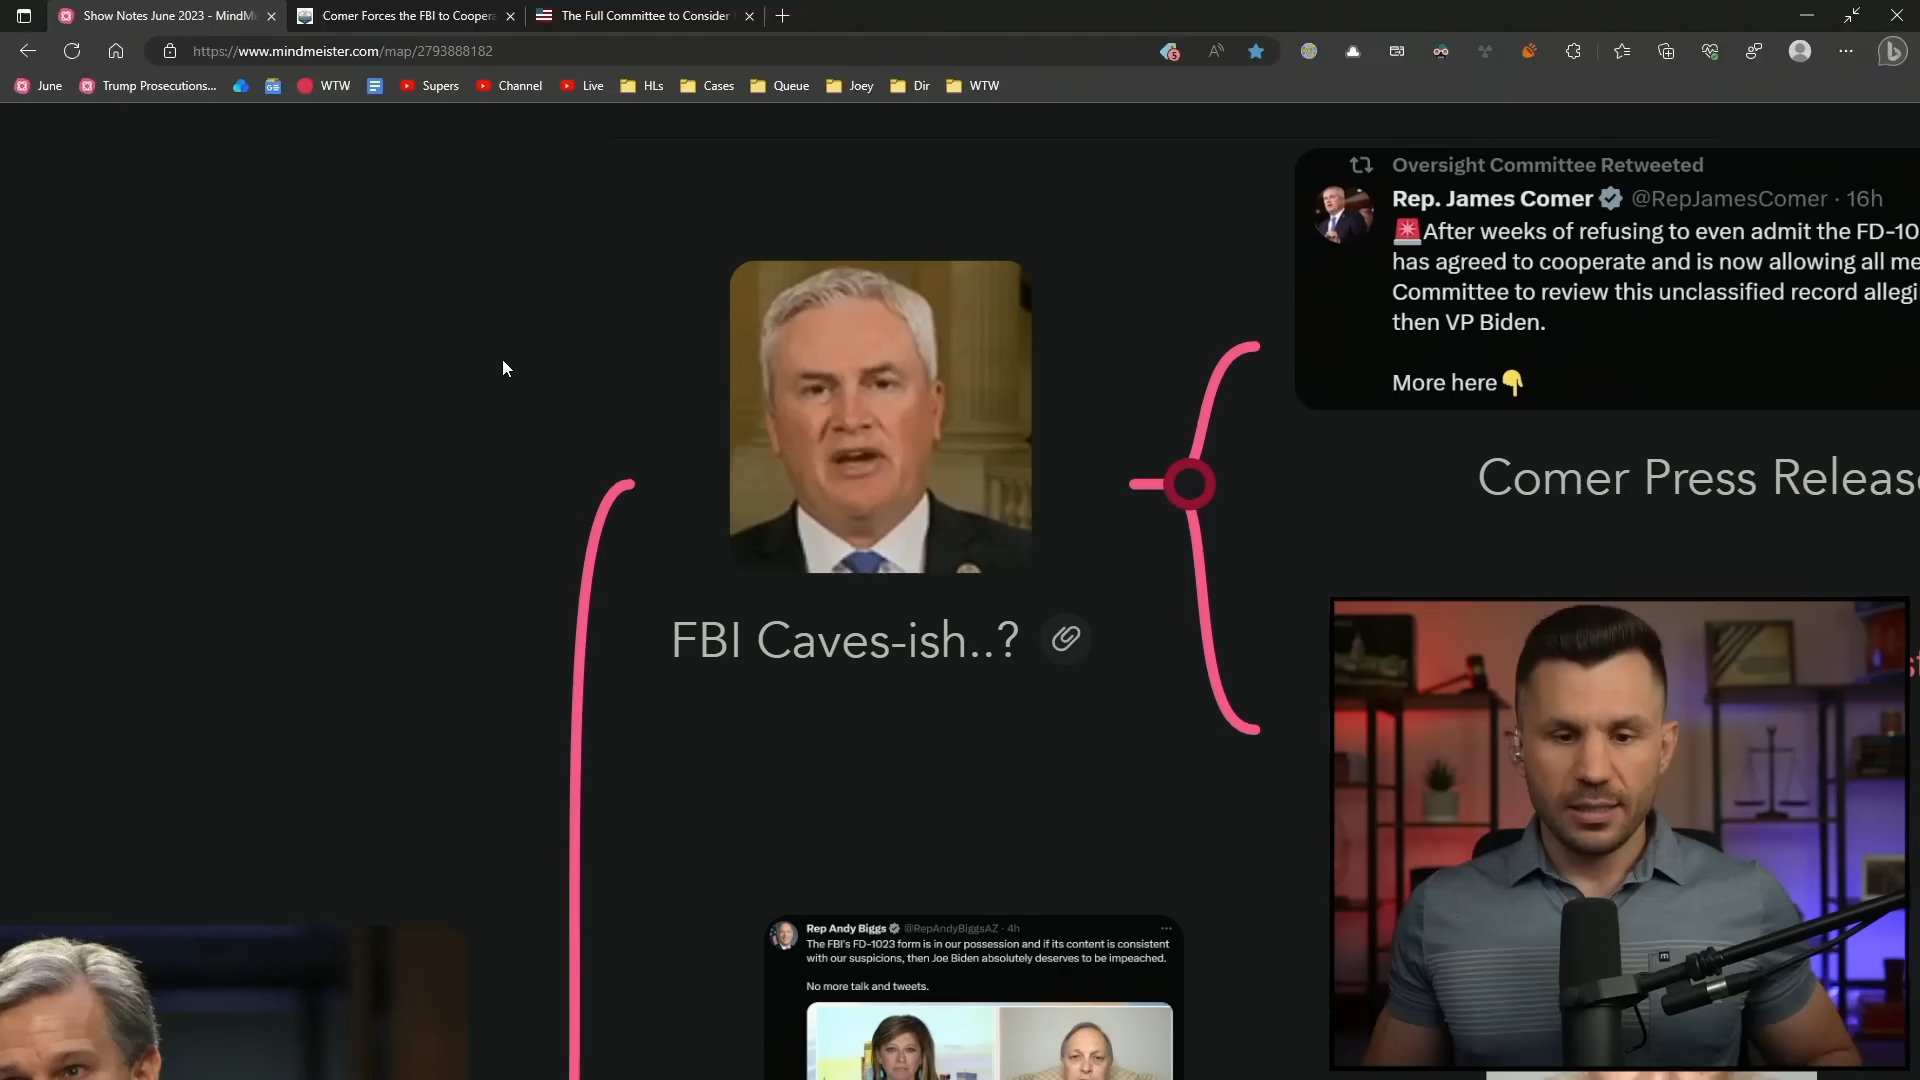 Show Notes June 2023 - MindMe
Comer Forces the FBI to Coopera
The Full Committee to Consider
https://www.mindmeister.com/map/2793888182
June
Trump Prosecutions...
WTW
Supers
Channel
Live
HLs
Cases
Queue
Joey
Dir
WTW
Oversight Committee Retweeted
Rep. James Comer @RepJamesComer · 16h
After weeks of refusing to even admit the FD-10
has agreed to cooperate and is now allowing all me
Committee to review this unclassified record allegi
then VP Biden.
More here
Comer Press Release
FBI Caves-ish..?
Rep Andy Biggs @RepAndyBiggsAZ · 4h
The FBI's FD-1023 form is in our possession and if its content is consistent
with our suspicions, then Joe Biden absolutely deserves to be impeached.
No more talk and tweets.